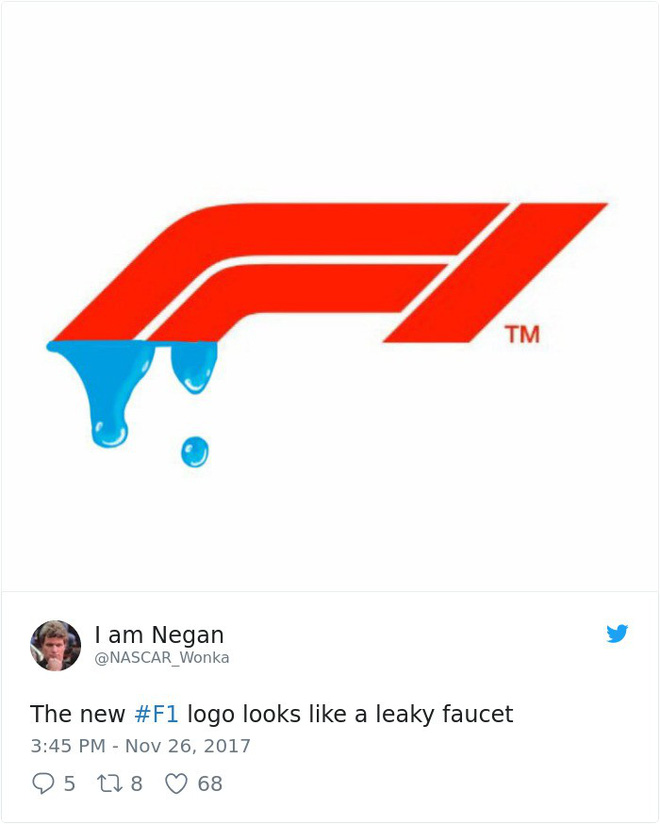 F1
TM
I am Negan
@NASCAR_Wonka
The new #F1 logo looks like a leaky faucet
3:45 PM - Nov 26, 2017
5 8 68